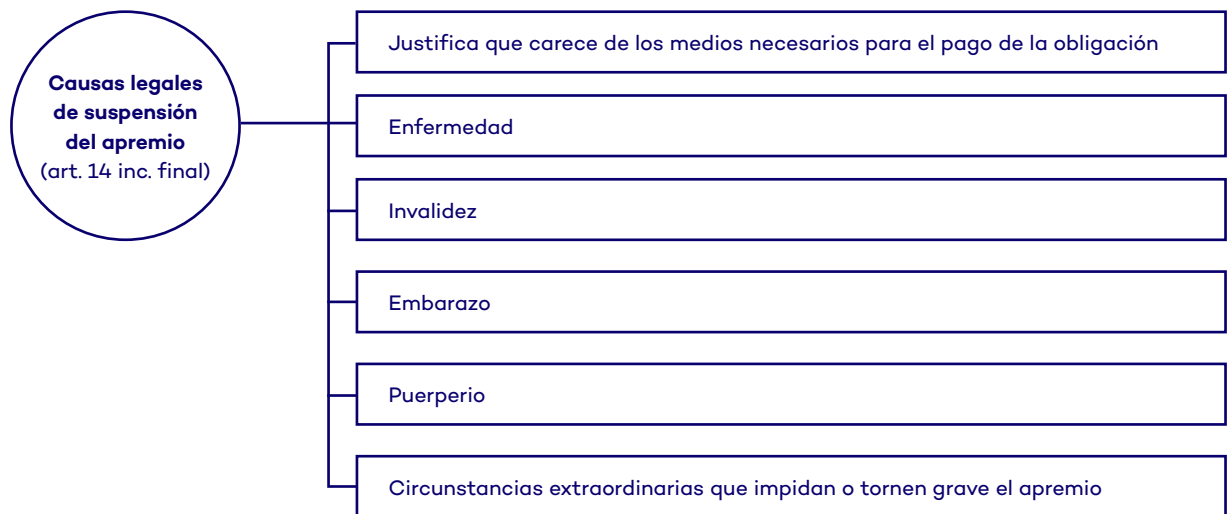 Causas legales
de suspensión
del apremio
(art. 14 inc. final)
Justifica que carece de los medios necesarios para el pago de la obligación
Enfermedad
Invalidez
Embarazo
Puerperio
Circunstancias extraordinarias que impidan o tornen grave el apremio